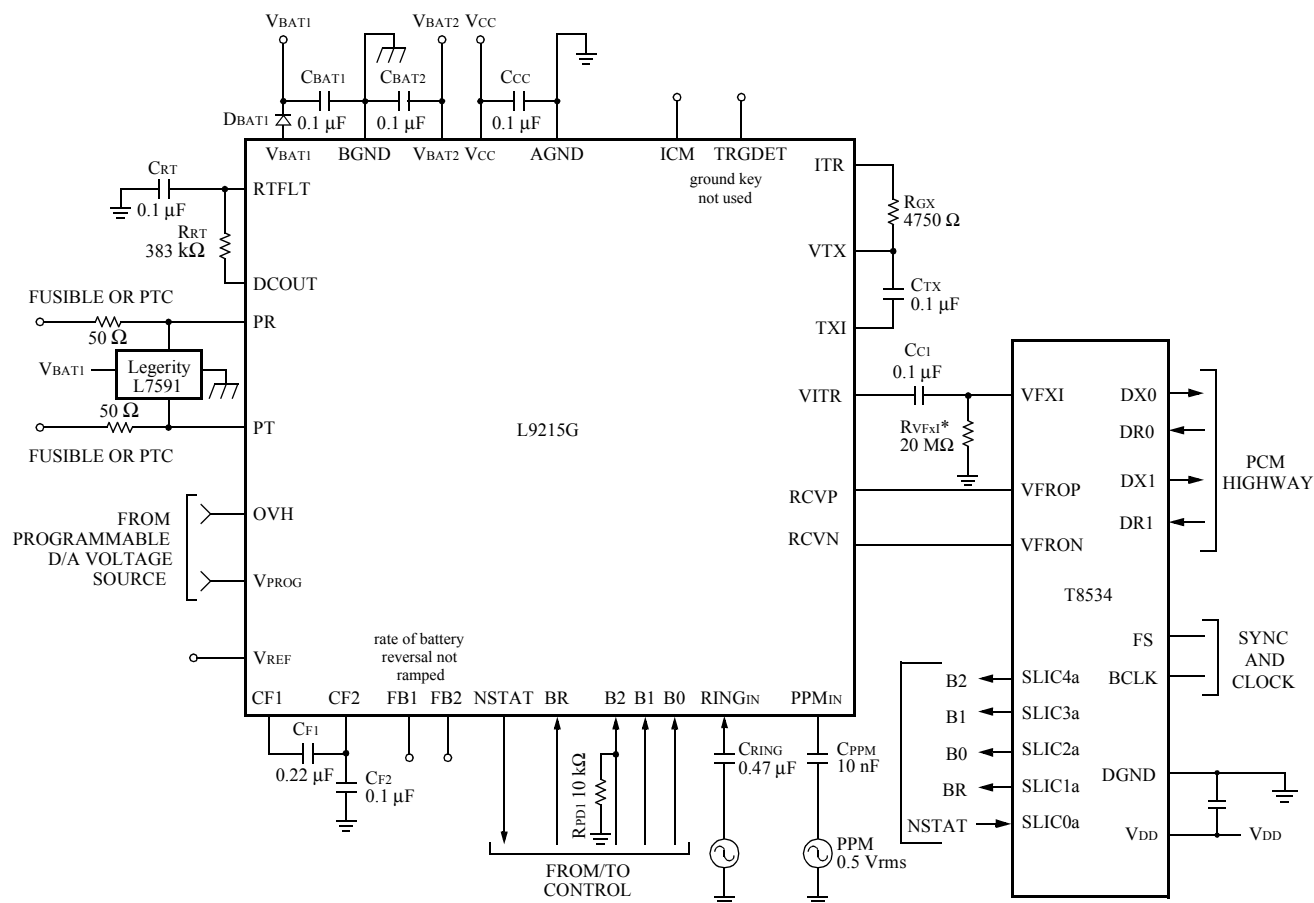 VBAT1
VBAT2 VCC
CBAT1
CBAT2
CCC
DBAT1
0.1 µF
0.1 µF
0.1 µF
VBAT1
BGND
VBAT2 VCC
AGND
ICM
TRGDET
ground key
not used
CRT
0.1 µF
RTFLT
RRT
383 kΩ
DCOUT
FUSIBLE OR PTC
50 Ω
PR
VBAT1
Legerity
L7591
50 Ω
PT
FUSIBLE OR PTC
FROM
PROGRAMMABLE
D/A VOLTAGE
SOURCE
OVH
VPROG
VREF
L9215G
ITR
RGX
4750 Ω
VTX
CTX
0.1 µF
TXI
CC1
0.1 µF
VITR
RVFXI*
20 MΩ
RCVP
RCVN
rate of battery
reversal not
ramped
CF1
CF2
FB1
FB2
NSTAT
BR
B2
B1
B0
RINGIN
PPMIN
CF1
0.22 µF
CF2
0.1 µF
RPD1 10 kΩ
CRING
0.47 µF
CPPM
10 nF
PPM
0.5 Vrms
FROM/TO
CONTROL
VFXI
VFROP
VFRON
T8534
DX0
DR0
DX1
DR1
PCM
HIGHWAY
FS
BCLK
SYNC
AND
CLOCK
B2
SLIC4a
B1
SLIC3a
B0
SLIC2a
BR
SLIC1a
NSTAT
SLIC0a
DGND
VDD
VDD